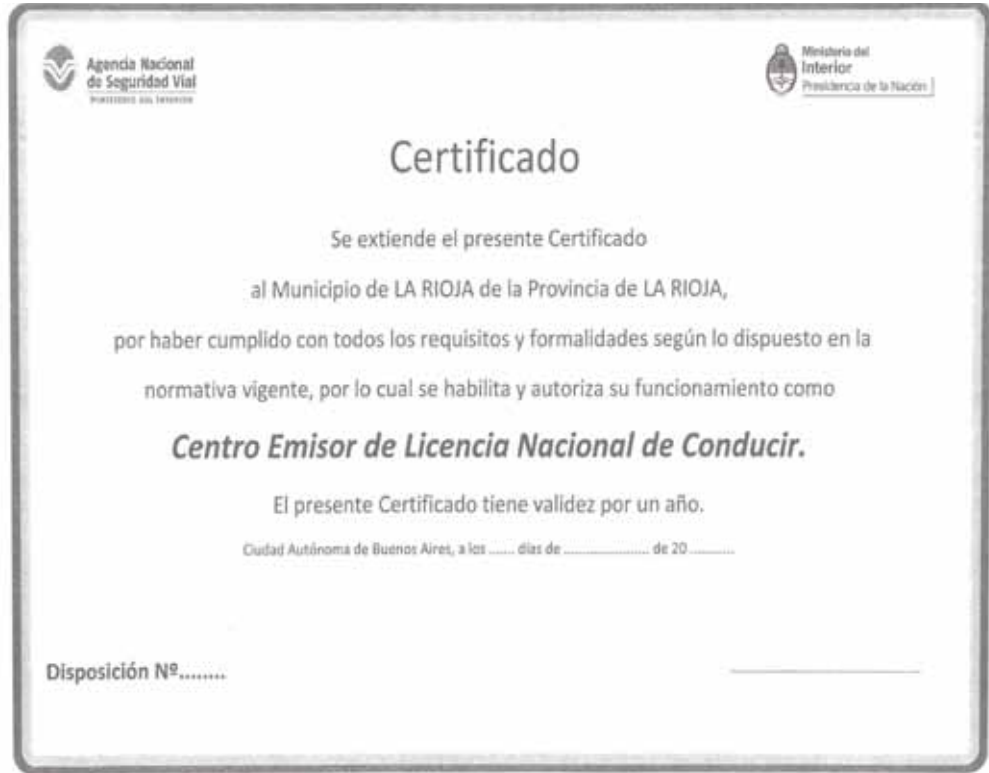 Agencia Nacional
de Seguridad Vial
Ministerio del Interior
Ministerio del
Interior
Presidencia de la Nación
Certificado
Se extiende el presente Certificado
al Municipio de LA RIOJA de la Provincia de LA RIOJA,
por haber cumplido con todos los requisitos y formalidades según lo dispuesto en la
normativa vigente, por lo cual se habilita y autoriza su funcionamiento como
Centro Emisor de Licencia Nacional de Conducir.
El presente Certificado tiene validez por un año.
Ciudad Autónoma de Buenos Aires, a los ...... días de ...................... de 20 ...........
Disposición Nº........